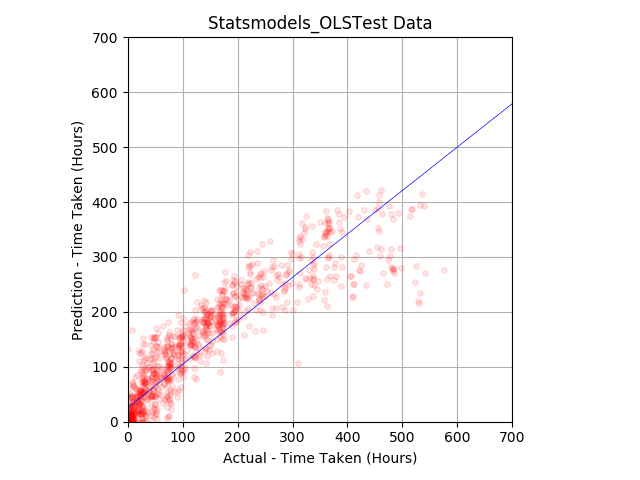 Statsmodels_OLSTest Data
Prediction - Time Taken (Hours)
700
600
500
400
300
200
100
0
0 100 200 300 400 500 600 700
Actual - Time Taken (Hours)